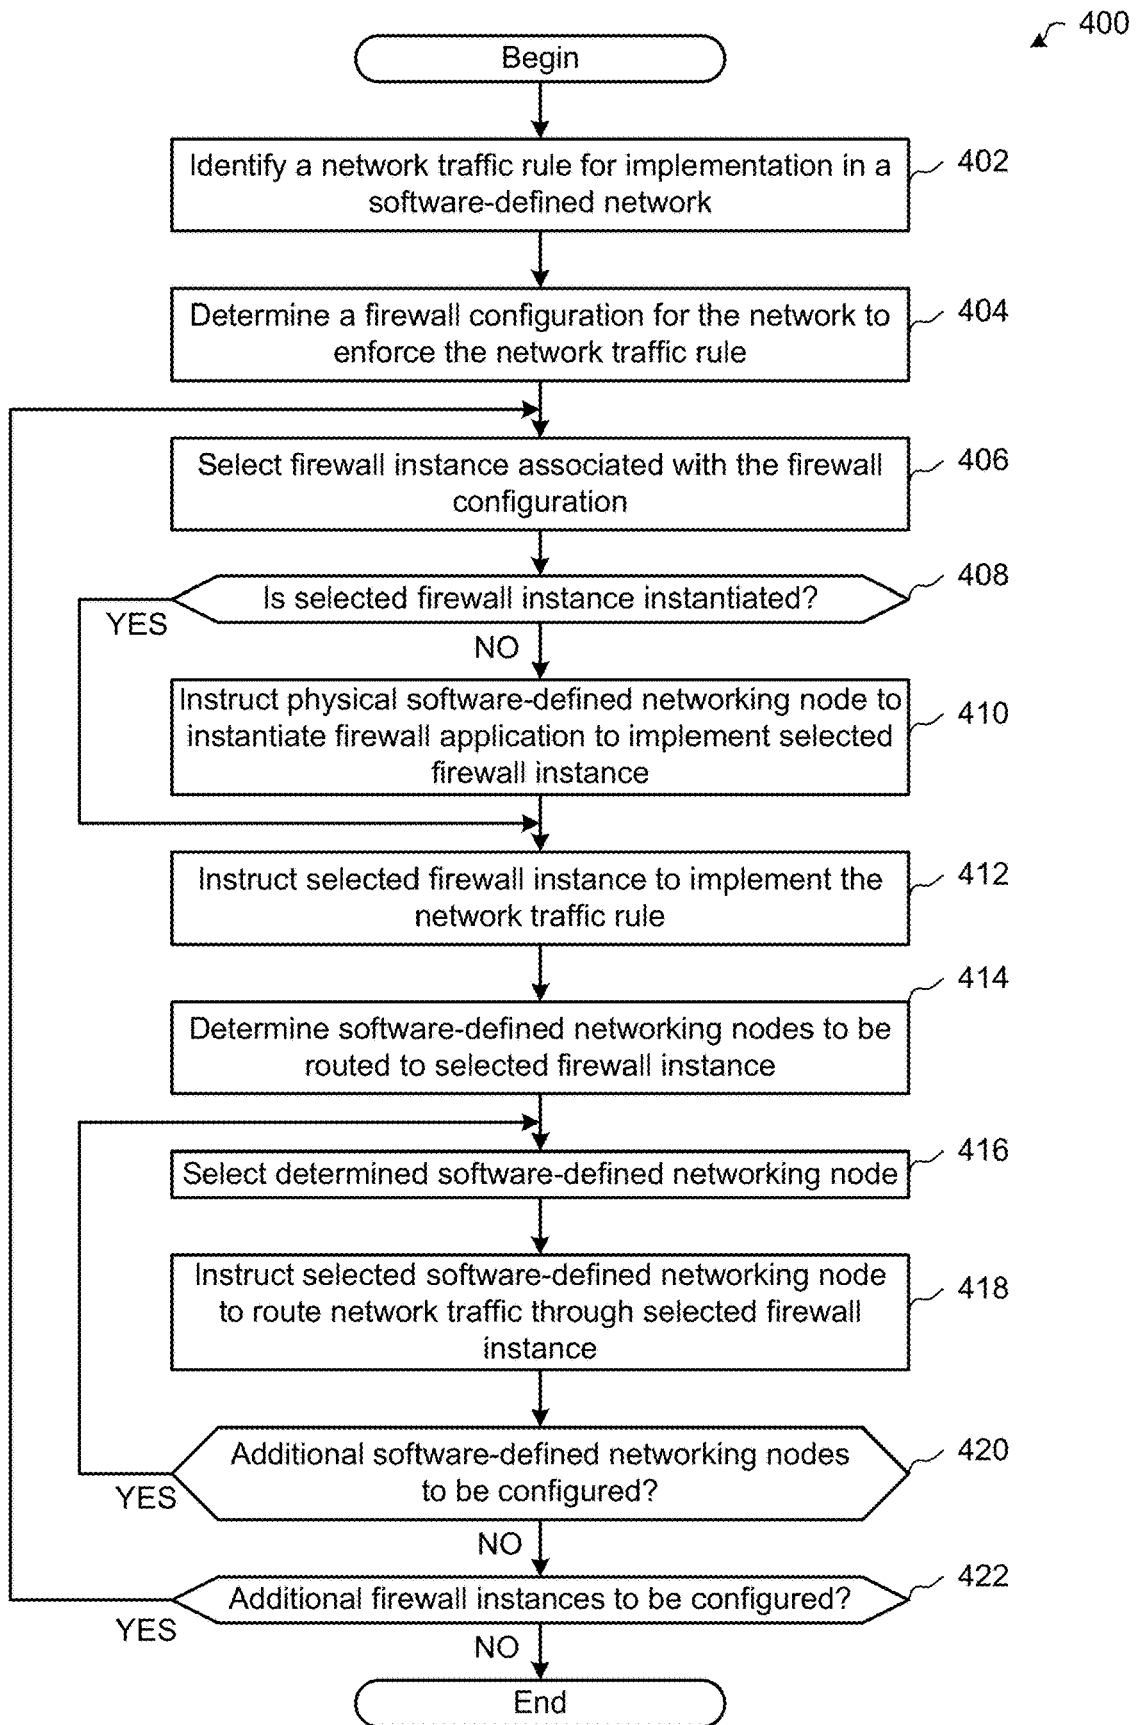 400
Begin
Identify a network traffic rule for implementation in a
software-defined network
402
Determine a firewall configuration for the network to
enforce the network traffic rule
404
Select firewall instance associated with the firewall
configuration
406
Is selected firewall instance instantiated?
408
YES
NO
Instruct physical software-defined networking node to
instantiate firewall application to implement selected
firewall instance
410
Instruct selected firewall instance to implement the
network traffic rule
412
Determine software-defined networking nodes to be
routed to selected firewall instance
414
Select determined software-defined networking node
416
Instruct selected software-defined networking node
to route network traffic through selected firewall
instance
418
Additional software-defined networking nodes
to be configured?
420
YES
NO
Additional firewall instances to be configured?
422
YES
NO
End